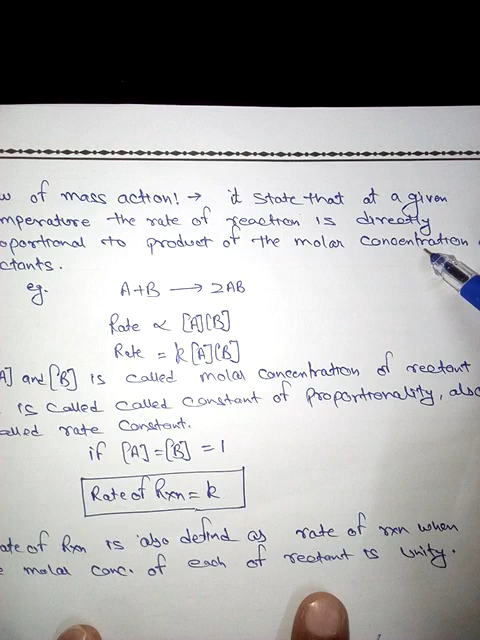 w of mass action! → it state that at a given
mperature the rate of reaction is directly
oportional to product of the molar concentration
ctants.
eg. A+B → 2AB
Rate ∝ [A][B]
Rate = k[A][B]
A] and [B] is called molar concentration of reactant
is called called constant of proportionality, also
alled rate constant.
if [A]=[B] = 1
Rate of Rxn = k
ate of Rxn is also defind as rate of rxn when
e molar conc. of each of reactant is unity.